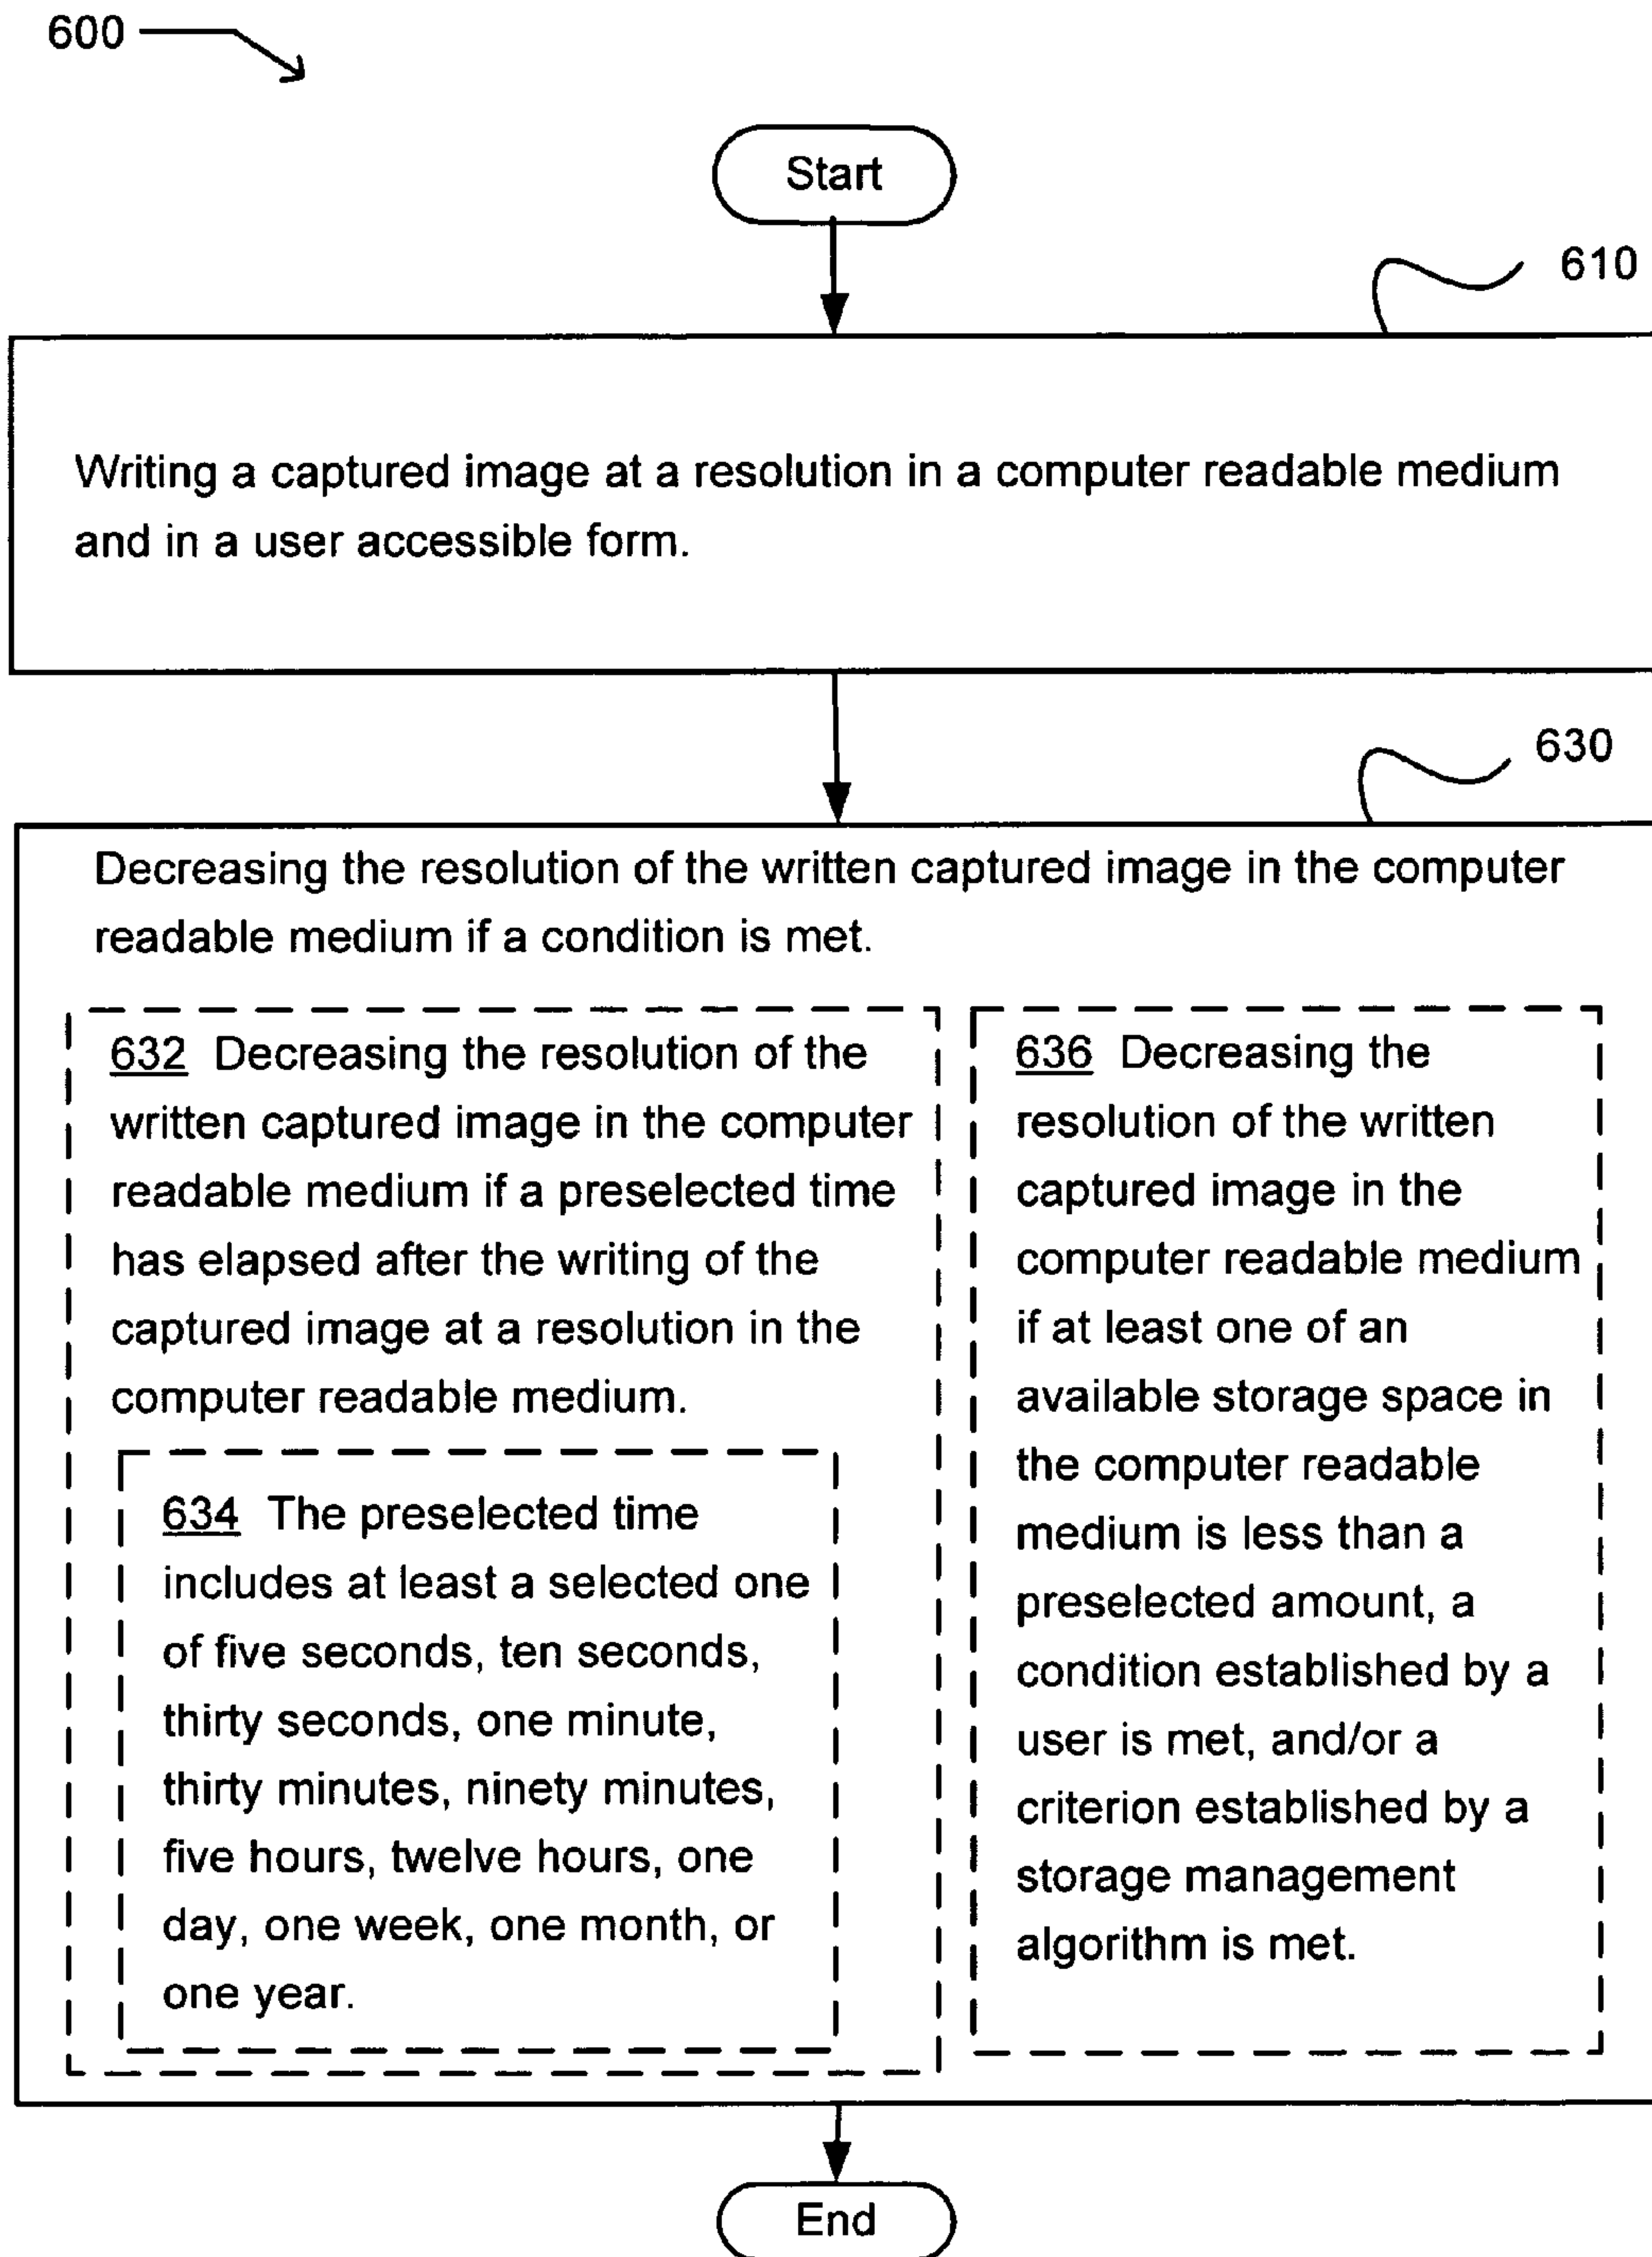 600
Start
610
Writing a captured image at a resolution in a computer readable medium
and in a user accessible form.
630
Decreasing the resolution of the written captured image in the computer
readable medium if a condition is met.
632 Decreasing the resolution of the
written captured image in the computer
readable medium if a preselected time
has elapsed after the writing of the
captured image at a resolution in the
computer readable medium.
634 The preselected time
includes at least a selected one
of five seconds, ten seconds,
thirty seconds, one minute,
thirty minutes, ninety minutes,
five hours, twelve hours, one
day, one week, one month, or
one year.
636 Decreasing the
resolution of the written
captured image in the
computer readable medium
if at least one of an
available storage space in
the computer readable
medium is less than a
preselected amount, a
condition established by a
user is met, and/or a
criterion established by a
storage management
algorithm is met.
End